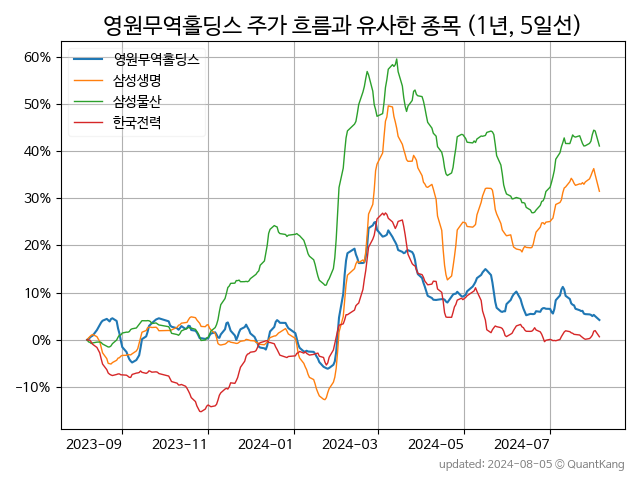 영원무역홀딩스 주가 흐름과 유사한 종목 (1년, 5일선)
영원무역홀딩스
삼성생명
삼성물산
한국전력
60%
50%
40%
30%
20%
10%
0%
−10%
2023-09
2023-11
2024-01
2024-03
2024-05
2024-07
updated: 2024-08-05 © QuantKang